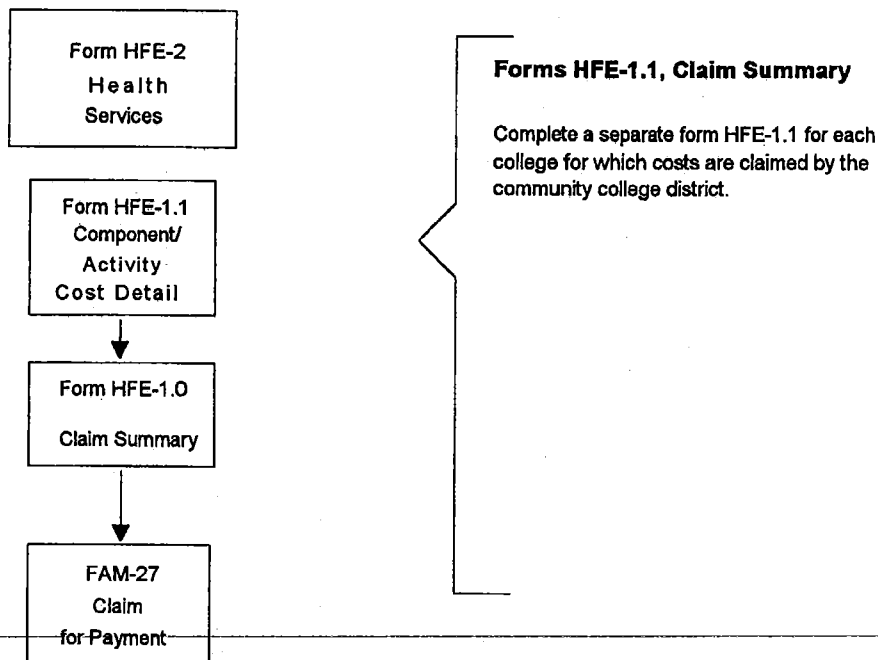 Form HFE-2
Health
Services
Form HFE-1.1
Component/
Activity
Cost Detail
Form HFE-1.0
Claim Summary
FAM-27
Claim
for Payment
Forms HFE-1.1, Claim Summary
Complete a separate form HFE-1.1 for each
college for which costs are claimed by the
community college district.